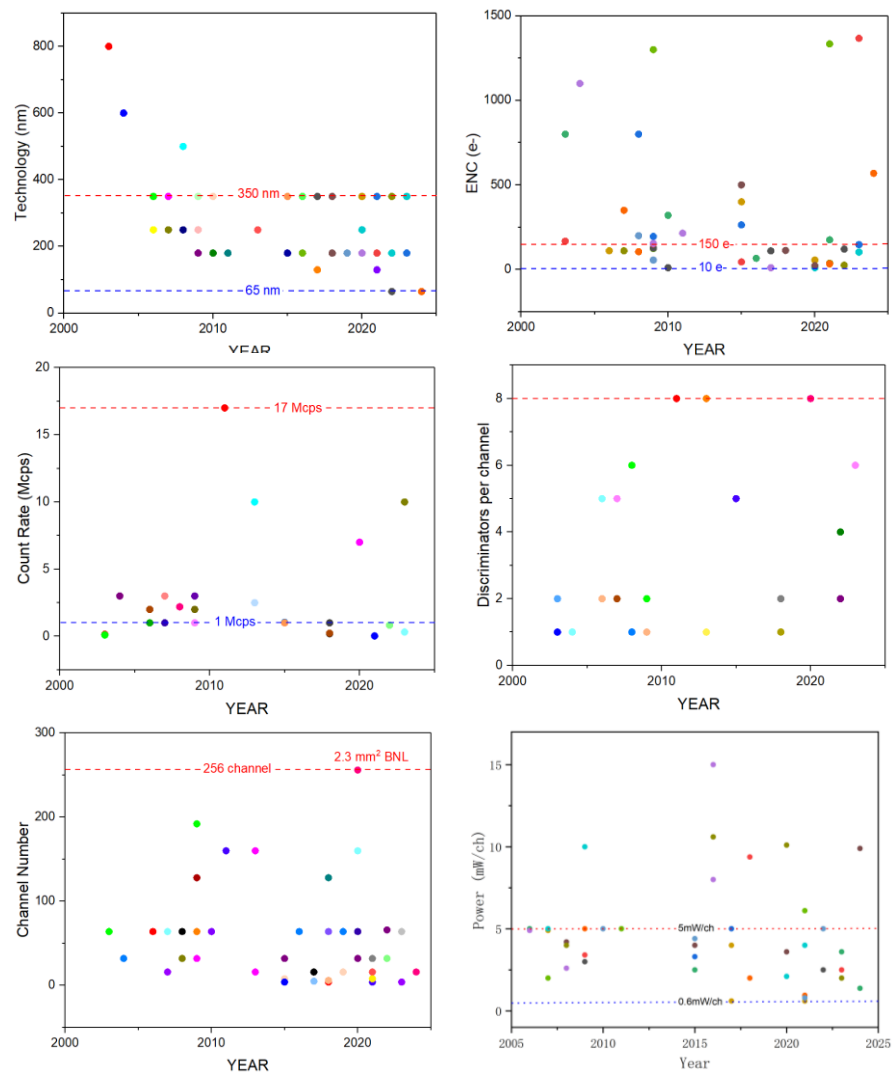 Technology (nm)
800
600
400
200
0
350 nm
65 nm
2000
2010
2020
YEAR
ENC (e-)
1500
1000
500
0
150 e-
10 e-
2000
2010
2020
YEAR
Count Rate (Mcps)
20
15
10
5
0
17 Mcps
1 Mcps
2000
2010
2020
YEAR
Discriminators per channel
8
6
4
2
0
2000
2010
2020
YEAR
Channel Number
300
200
100
0
2.3 mm² BNL
256 channel
2000
2010
2020
YEAR
Power (mW/ch)
15
10
5
0
5mW/ch
0.6mW/ch
2005
2010
2015
2020
2025
Year